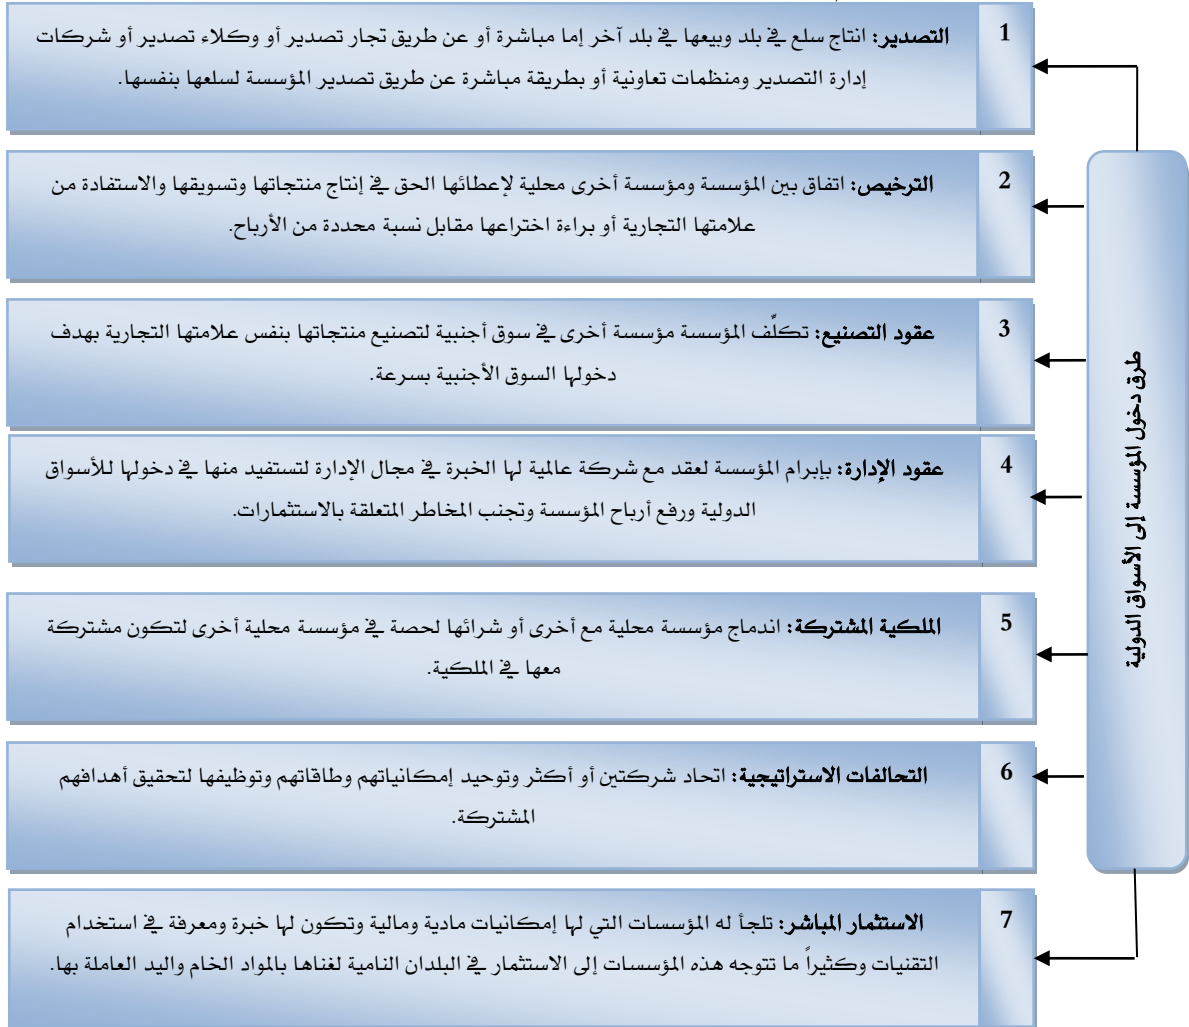 طرق دخول المؤسسة إلى الأسواق الدولية
1
التصدير: انتاج سلع في بلد وبيعها في بلد آخر إما مباشرة أو عن طريق تجار تصدير أو وكلاء تصدير أو شركات
إدارة التصدير ومنظمات تعاونية أو بطريقة مباشرة عن طريق تصدير المؤسسة لسلعها بنفسها.
2
الترخيص: اتفاق بين المؤسسة ومؤسسة أخرى محلية لإعطائها الحق في إنتاج منتجاتها وتسويقها والاستفادة من
علامتها التجارية أو براءة اختراعها مقابل نسبة محددة من الأرباح.
3
عقود التصنيع: تكلّف المؤسسة مؤسسة أخرى في سوق أجنبية لتصنيع منتجاتها بنفس علامتها التجارية بهدف
دخولها السوق الأجنبية بسرعة.
4
عقود الإدارة: بإبرام المؤسسة لعقد مع شركة عالمية لها الخبرة في مجال الإدارة لتستفيد منها في دخولها للأسواق
الدولية ورفع أرباح المؤسسة وتجنب المخاطر المتعلقة بالاستثمارات.
5
الملكية المشتركة: اندماج مؤسسة محلية مع أخرى أو شرائها لحصة في مؤسسة محلية أخرى لتكون مشتركة
معها في الملكية.
6
التحالفات الاستراتيجية: اتحاد شركتين أو أكثر وتوحيد إمكانياتهم وطاقاتهم وتوظيفها لتحقيق أهدافهم
المشتركة.
7
الاستثمار المباشر: تلجأ له المؤسسات التي لها إمكانيات مادية ومالية وتكون لها خبرة ومعرفة في استخدام
التقنيات وكثيراً ما تتوجه هذه المؤسسات إلى الاستثمار في البلدان النامية لغناها بالمواد الخام واليد العاملة بها.